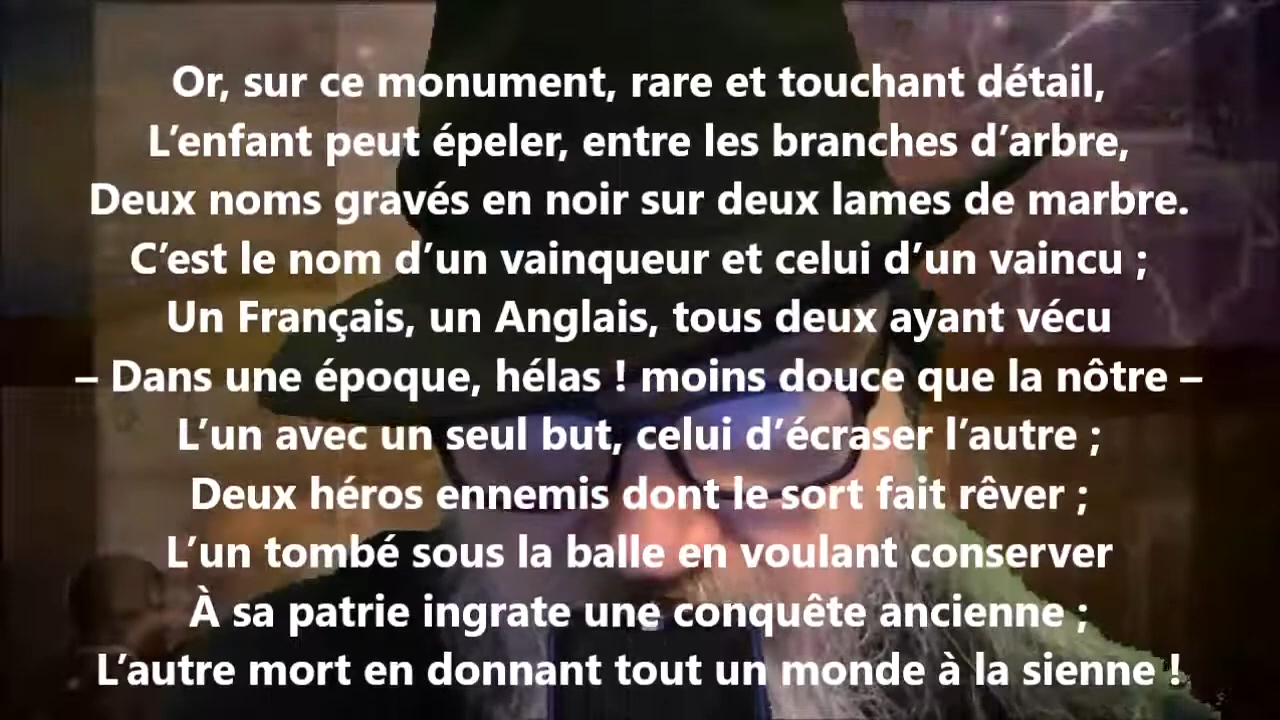 Or, sur ce monument, rare et touchant détail,
L’enfant peut épeler, entre les branches d’arbre,
Deux noms gravés en noir sur deux lames de marbre.
C’est le nom d’un vainqueur et celui d’un vaincu ;
Un Français, un Anglais, tous deux ayant vécu
– Dans une époque, hélas ! moins douce que la nôtre –
L’un avec un seul but, celui d’écraser l’autre ;
Deux héros ennemis dont le sort fait rêver ;
L’un tombé sous la balle en voulant conserver
À sa patrie ingrate une conquête ancienne ;
L’autre mort en donnant tout un monde à la sienne !